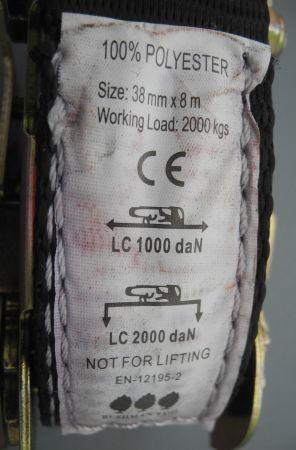 100% POLYESTER
Size: 38 mm x 8 m
Working Load: 2000 kgs
CE
LC 1000 daN
LC 2000 daN
NOT FOR LIFTING
EN-12195-2